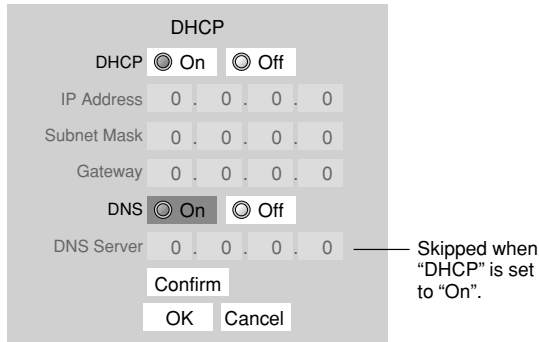 DHCP
DHCP On Off
IP Address 0 . 0 . 0 . 0
Subnet Mask 0 . 0 . 0 . 0
Gateway 0 . 0 . 0 . 0
DNS On Off
DNS Server 0 . 0 . 0 . 0
Skipped when
“DHCP” is set
to “On”.
Confirm
OK Cancel